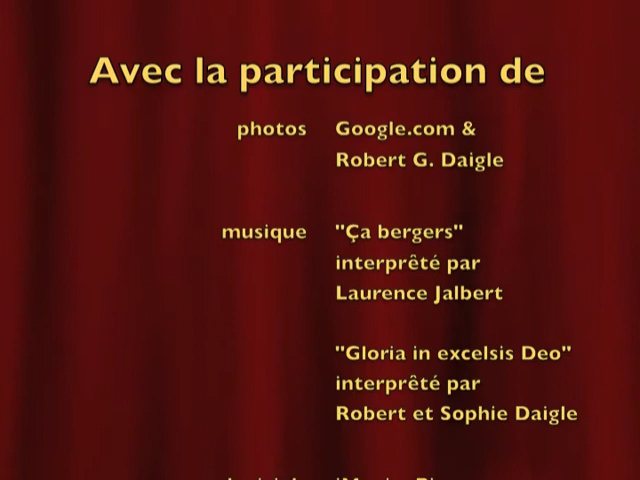 Avec la participation de
photos Google.com &
Robert G. Daigle
musique "Ça bergers"
interprêté par
Laurence Jalbert
"Gloria in excelsis Deo"
interprêté par
Robert et Sophie Daigle